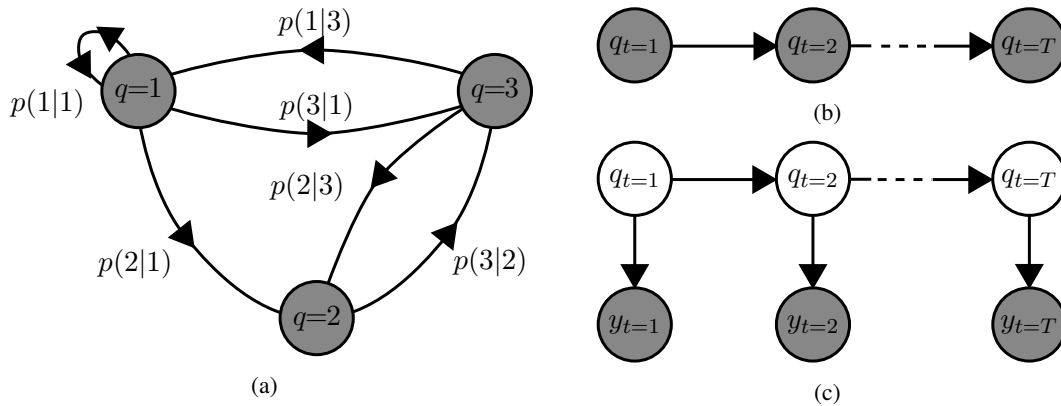 p(1|3)
q=1
q=3
p(1|1)
p(3|1)
p(2|3)
p(2|1)
p(3|2)
q=2
(a)
q_{t=1}
q_{t=2}
q_{t=T}
(b)
q_{t=1}
q_{t=2}
q_{t=T}
y_{t=1}
y_{t=2}
y_{t=T}
(c)